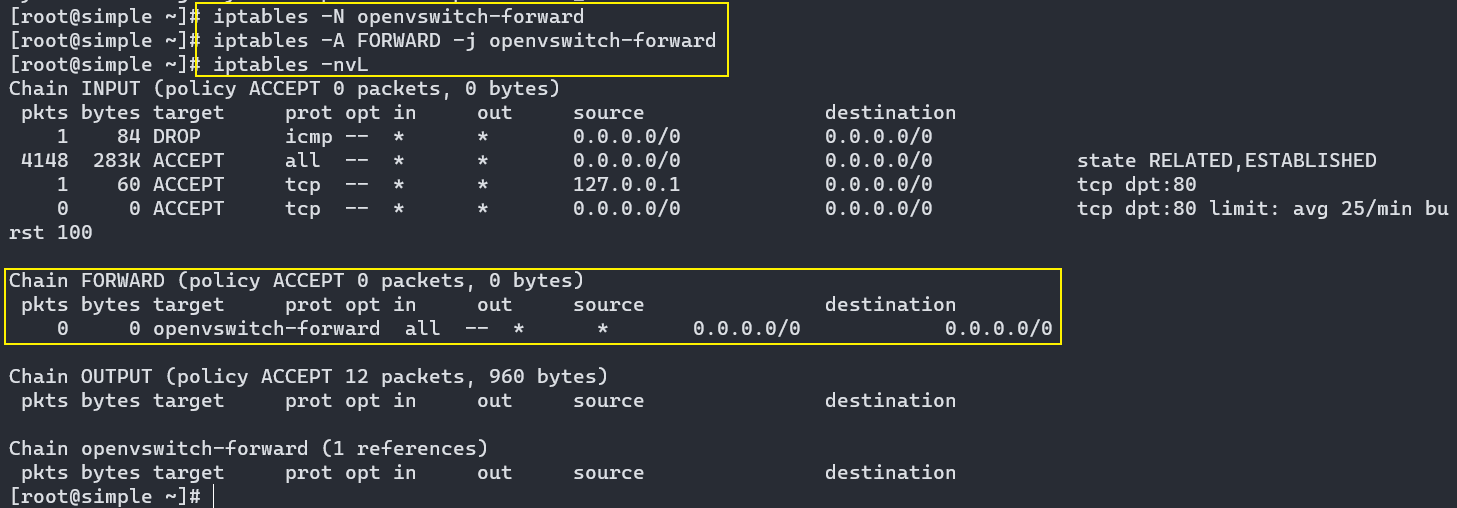 [root@simple ~]# iptables -N openvswitch-forward
[root@simple ~]# iptables -A FORWARD -j openvswitch-forward
[root@simple ~]# iptables -nvL
Chain INPUT (policy ACCEPT 0 packets, 0 bytes)
 pkts bytes target     prot opt in     out     source               destination
    1    84 DROP       icmp --  *      *       0.0.0.0/0            0.0.0.0/0
 4148  283K ACCEPT     all  --  *      *       0.0.0.0/0            0.0.0.0/0            state RELATED,ESTABLISHED
    1    60 ACCEPT     tcp  --  *      *       127.0.0.1            0.0.0.0/0            tcp dpt:80
    0     0 ACCEPT     tcp  --  *      *       0.0.0.0/0            0.0.0.0/0            tcp dpt:80 limit: avg 25/min bu
rst 100
Chain FORWARD (policy ACCEPT 0 packets, 0 bytes)
 pkts bytes target     prot opt in     out     source               destination
    0     0 openvswitch-forward  all  --  *      *       0.0.0.0/0            0.0.0.0/0
Chain OUTPUT (policy ACCEPT 12 packets, 960 bytes)
 pkts bytes target     prot opt in     out     source               destination
Chain openvswitch-forward (1 references)
 pkts bytes target     prot opt in     out     source               destination
[root@simple ~]#